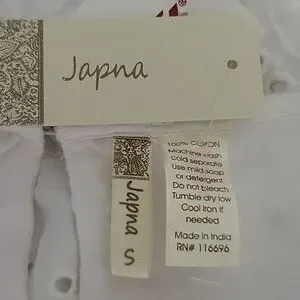 Japna
Japna
S
100% COTTON
Machine wash
cold separate
Use mild soap
or detergent
Do not bleach
Tumble dry low
Cool Iron if
needed
Made in India
RN# 116696